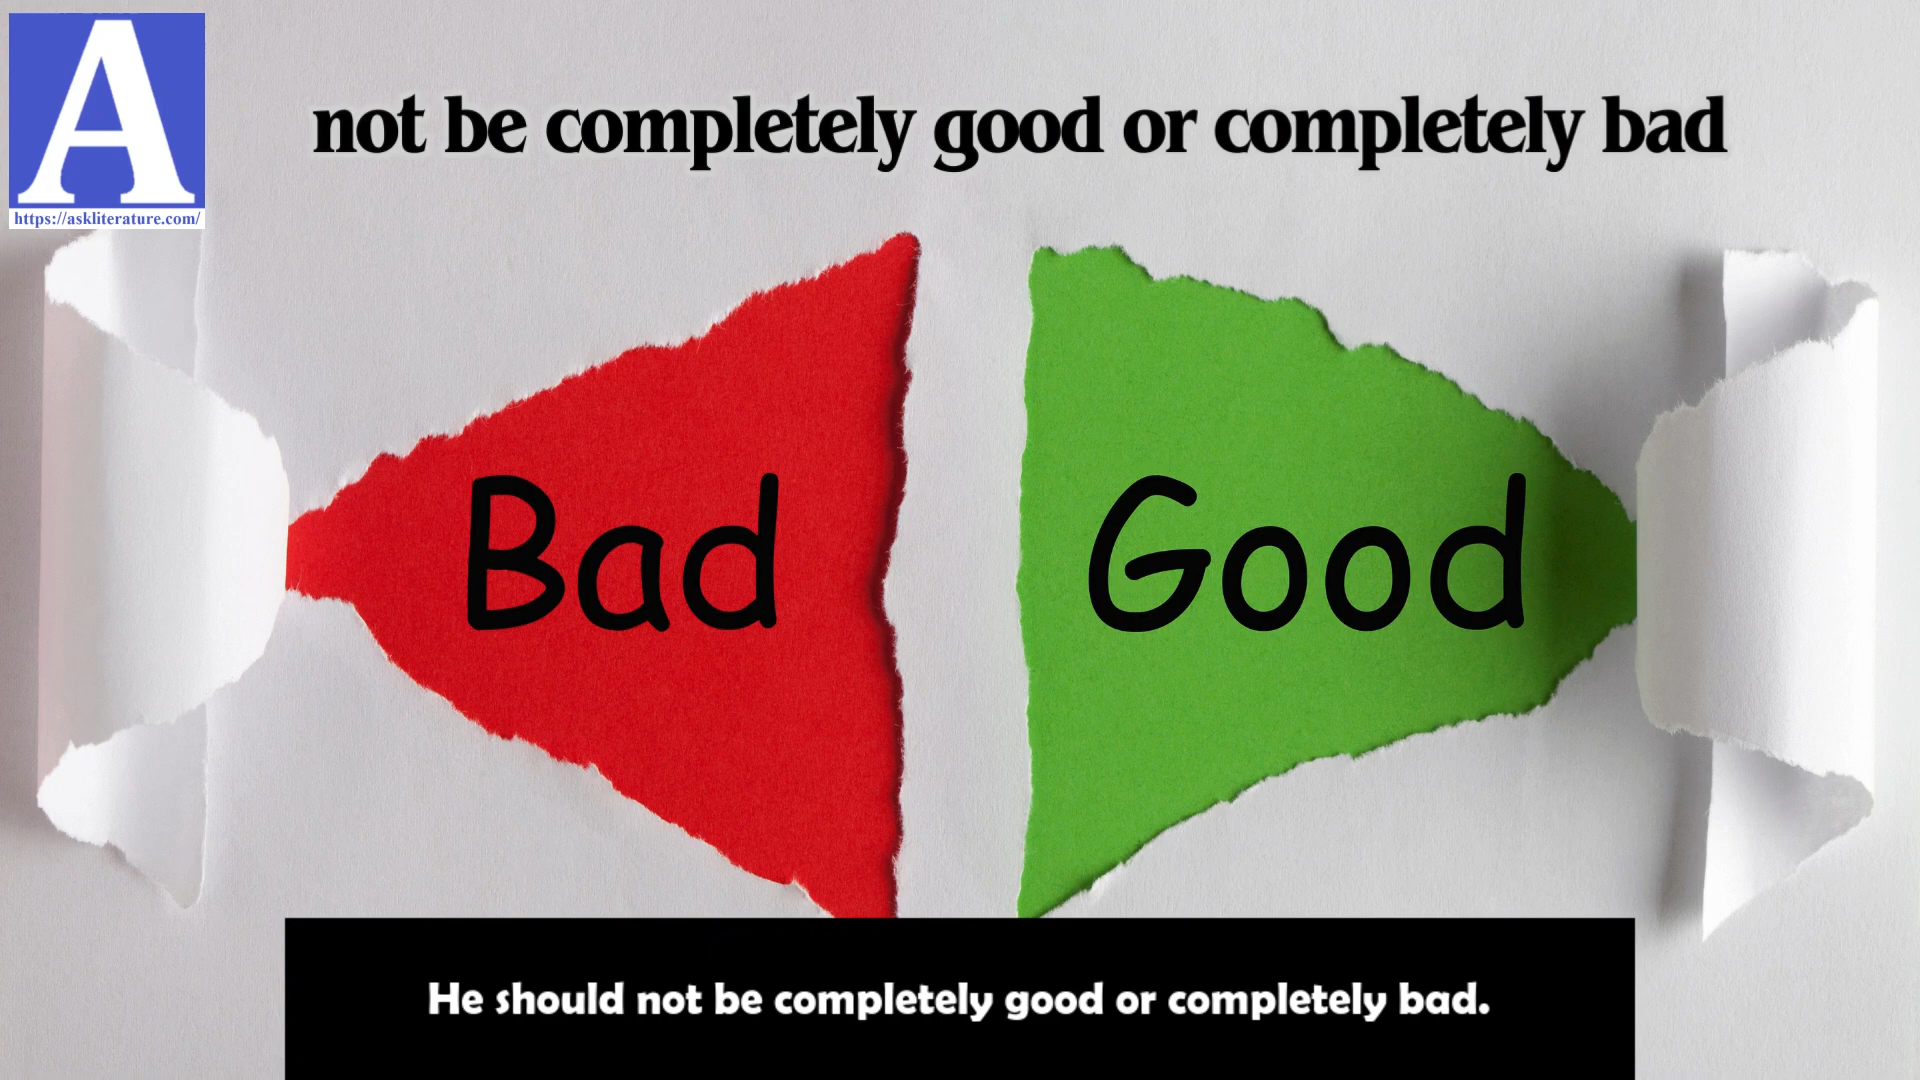 A
https://askliterature.com/
not be completely good or completely bad
Bad
Good
He should not be completely good or completely bad.